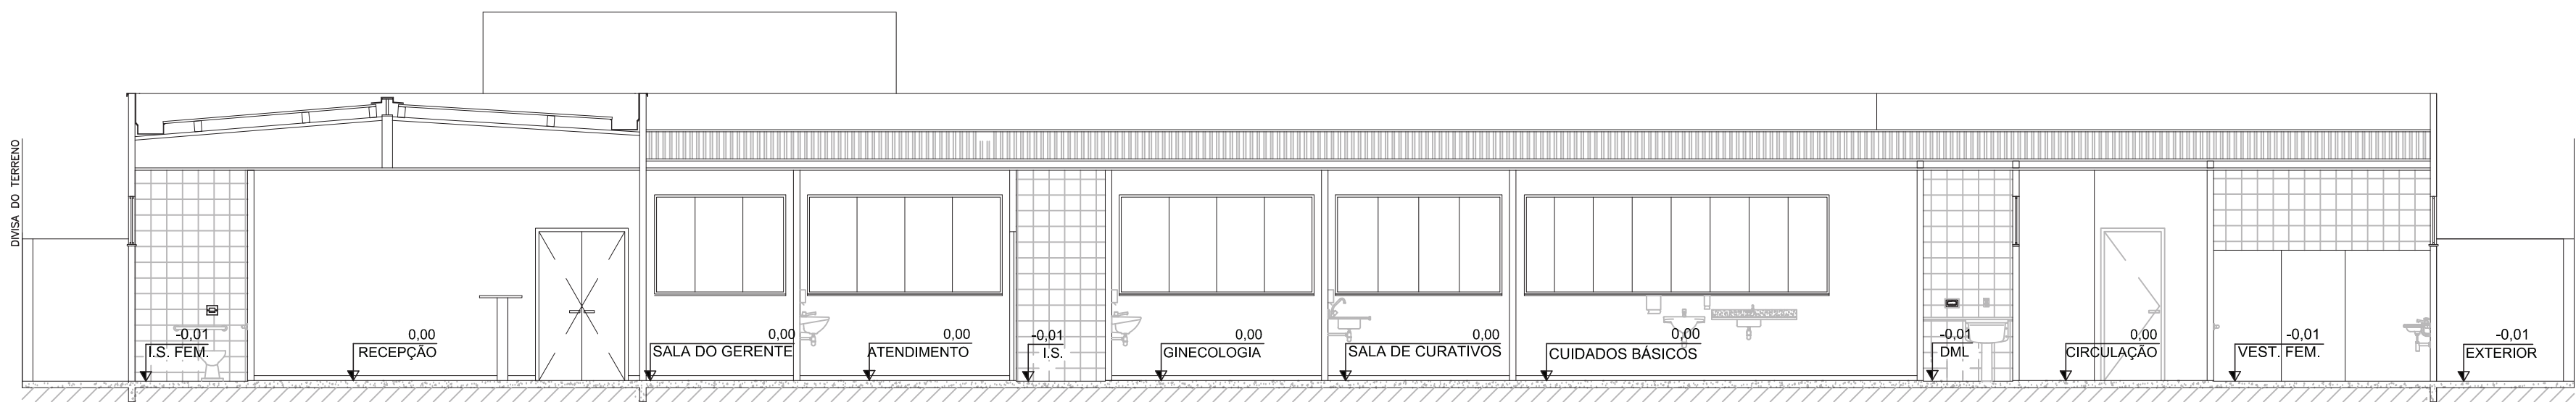 DIVISA DO TERRENO
-0,01
I.S. FEM.
0,00
RECEPÇÃO
0,00
SALA DO GERENTE
0,00
ATENDIMENTO
-0,01
I.S.
0,00
GINECOLOGIA
0,00
SALA DE CURATIVOS
0,00
CUIDADOS BÁSICOS
-0,01
DML
0,00
CIRCULAÇÃO
-0,01
VEST. FEM.
-0,01
EXTERIOR